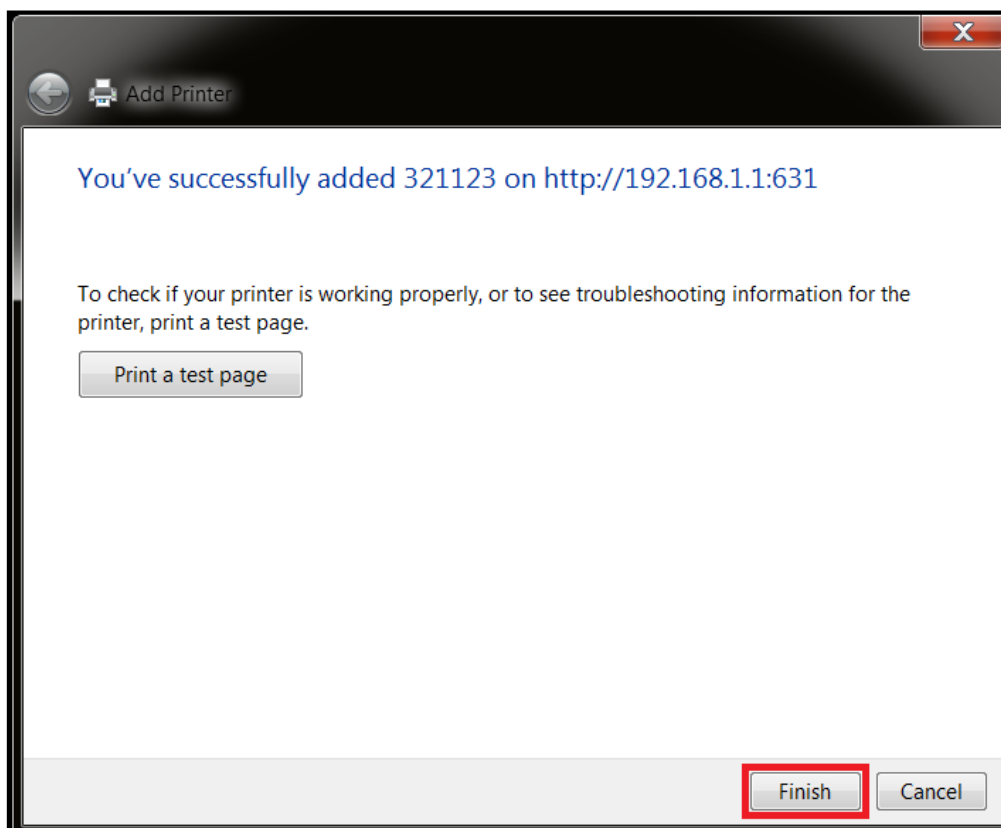 Add Printer
You've successfully added 321123 on http://192.168.1.1:631
To check if your printer is working properly, or to see troubleshooting information for the
printer, print a test page.
Print a test page
Finish
Cancel